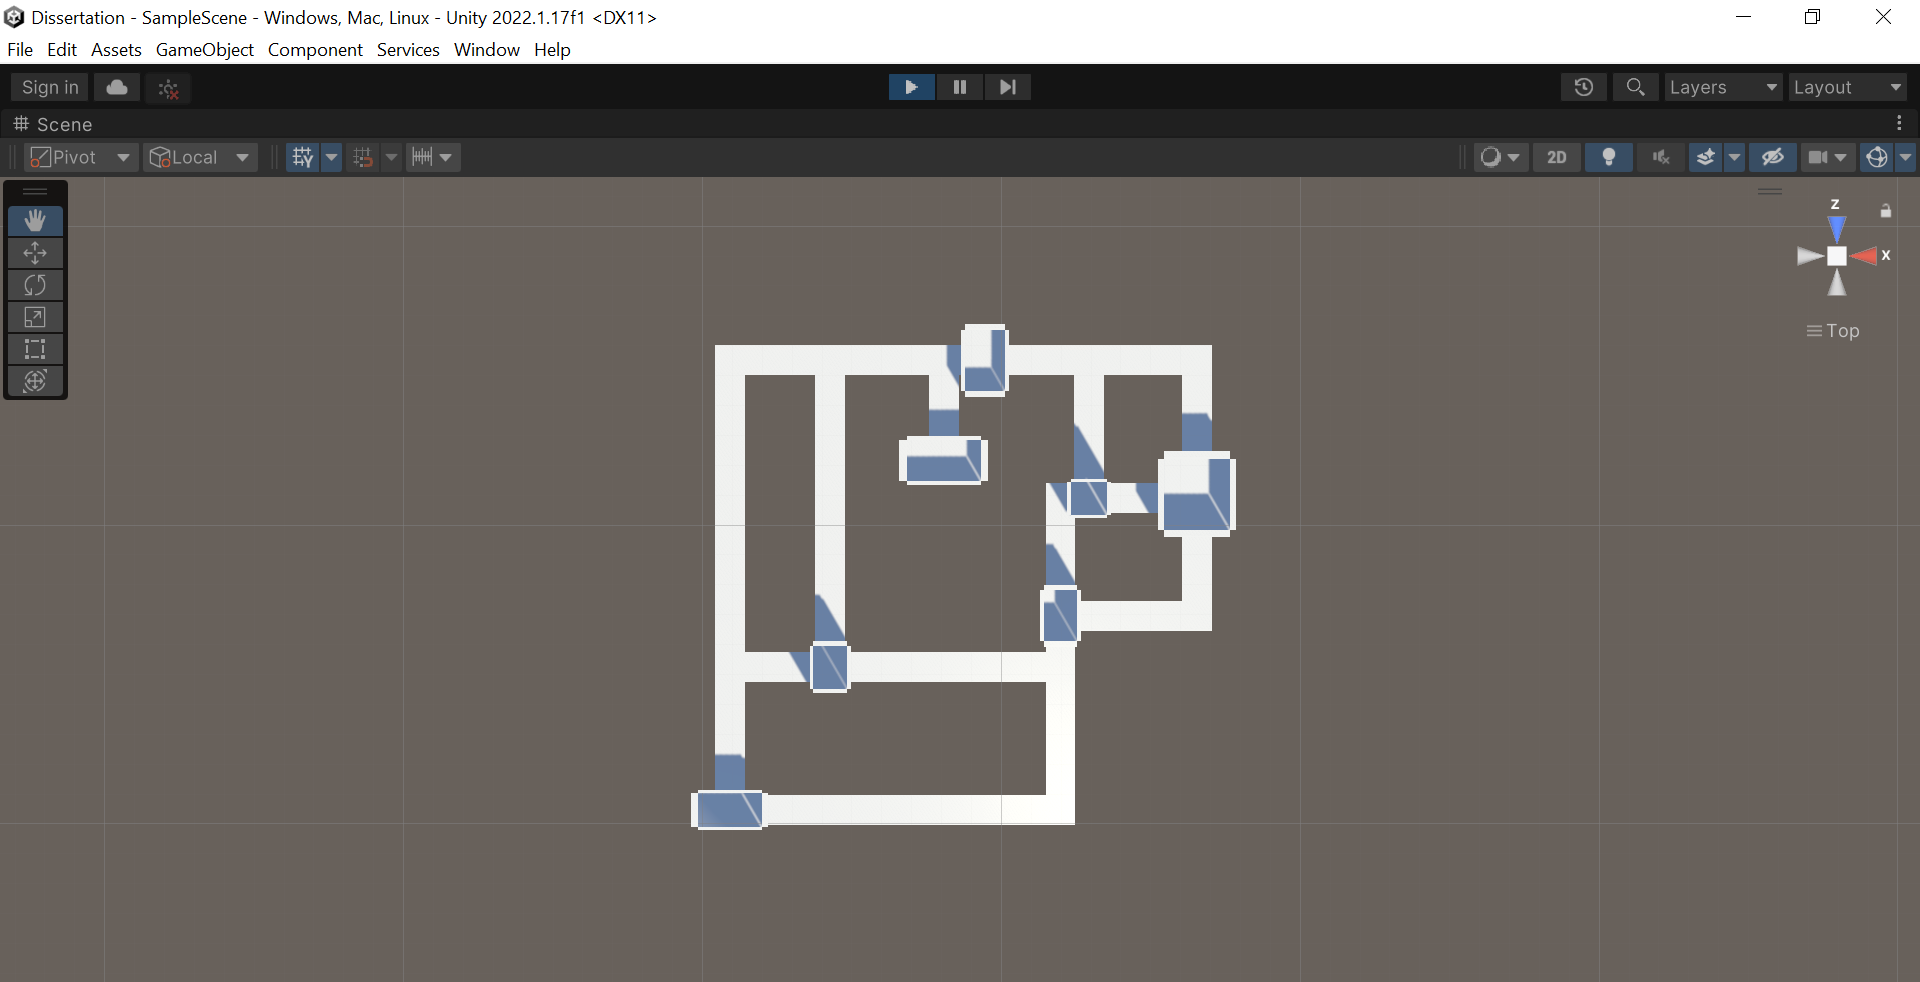 Dissertation - SampleScene - Windows, Mac, Linux - Unity 2022.1.17f1 <DX11>
File Edit Assets GameObject Component Services Window Help
Sign in Layers Layout
Scene
Pivot Local 2D
z
x
Top